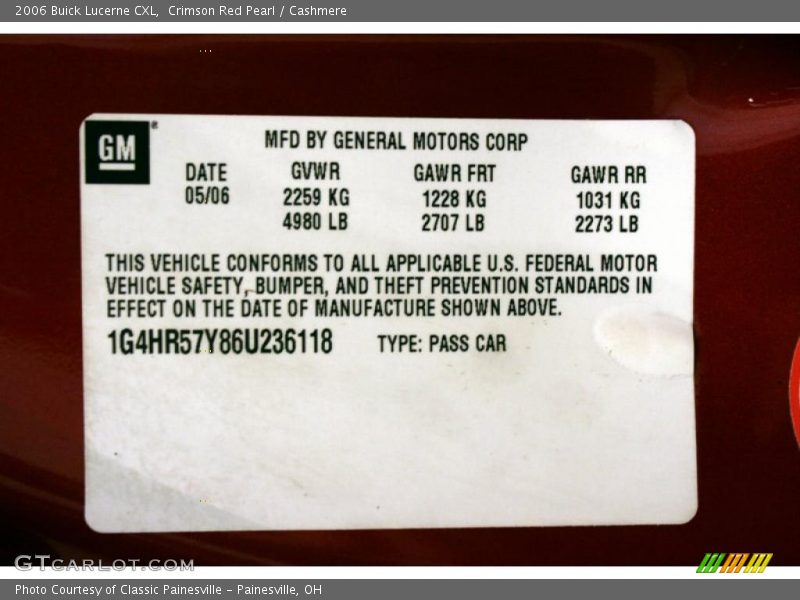 2006 Buick Lucerne CXL,  Crimson Red Pearl / Cashmere
GM®
MFD BY GENERAL MOTORS CORP
DATE GVWR GAWR FRT GAWR RR
05/06 2259 KG 1228 KG 1031 KG
4980 LB 2707 LB 2273 LB
THIS VEHICLE CONFORMS TO ALL APPLICABLE U.S. FEDERAL MOTOR
VEHICLE SAFETY, BUMPER, AND THEFT PREVENTION STANDARDS IN
EFFECT ON THE DATE OF MANUFACTURE SHOWN ABOVE.
1G4HR57Y86U236118 TYPE: PASS CAR
GTCARLOT.COM
Photo Courtesy of Classic Painesville - Painesville, OH